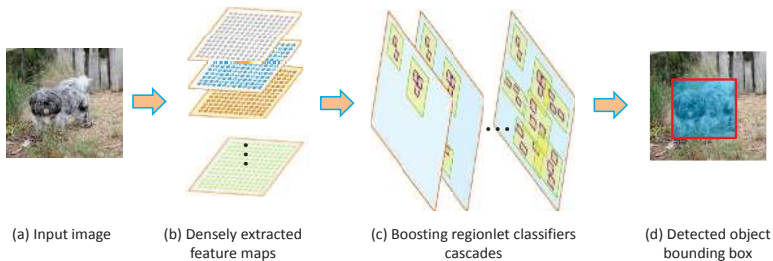 (a) Input image
(b) Densely extracted
feature maps
(c) Boosting regionlet classifiers
cascades
(d) Detected object
bounding box